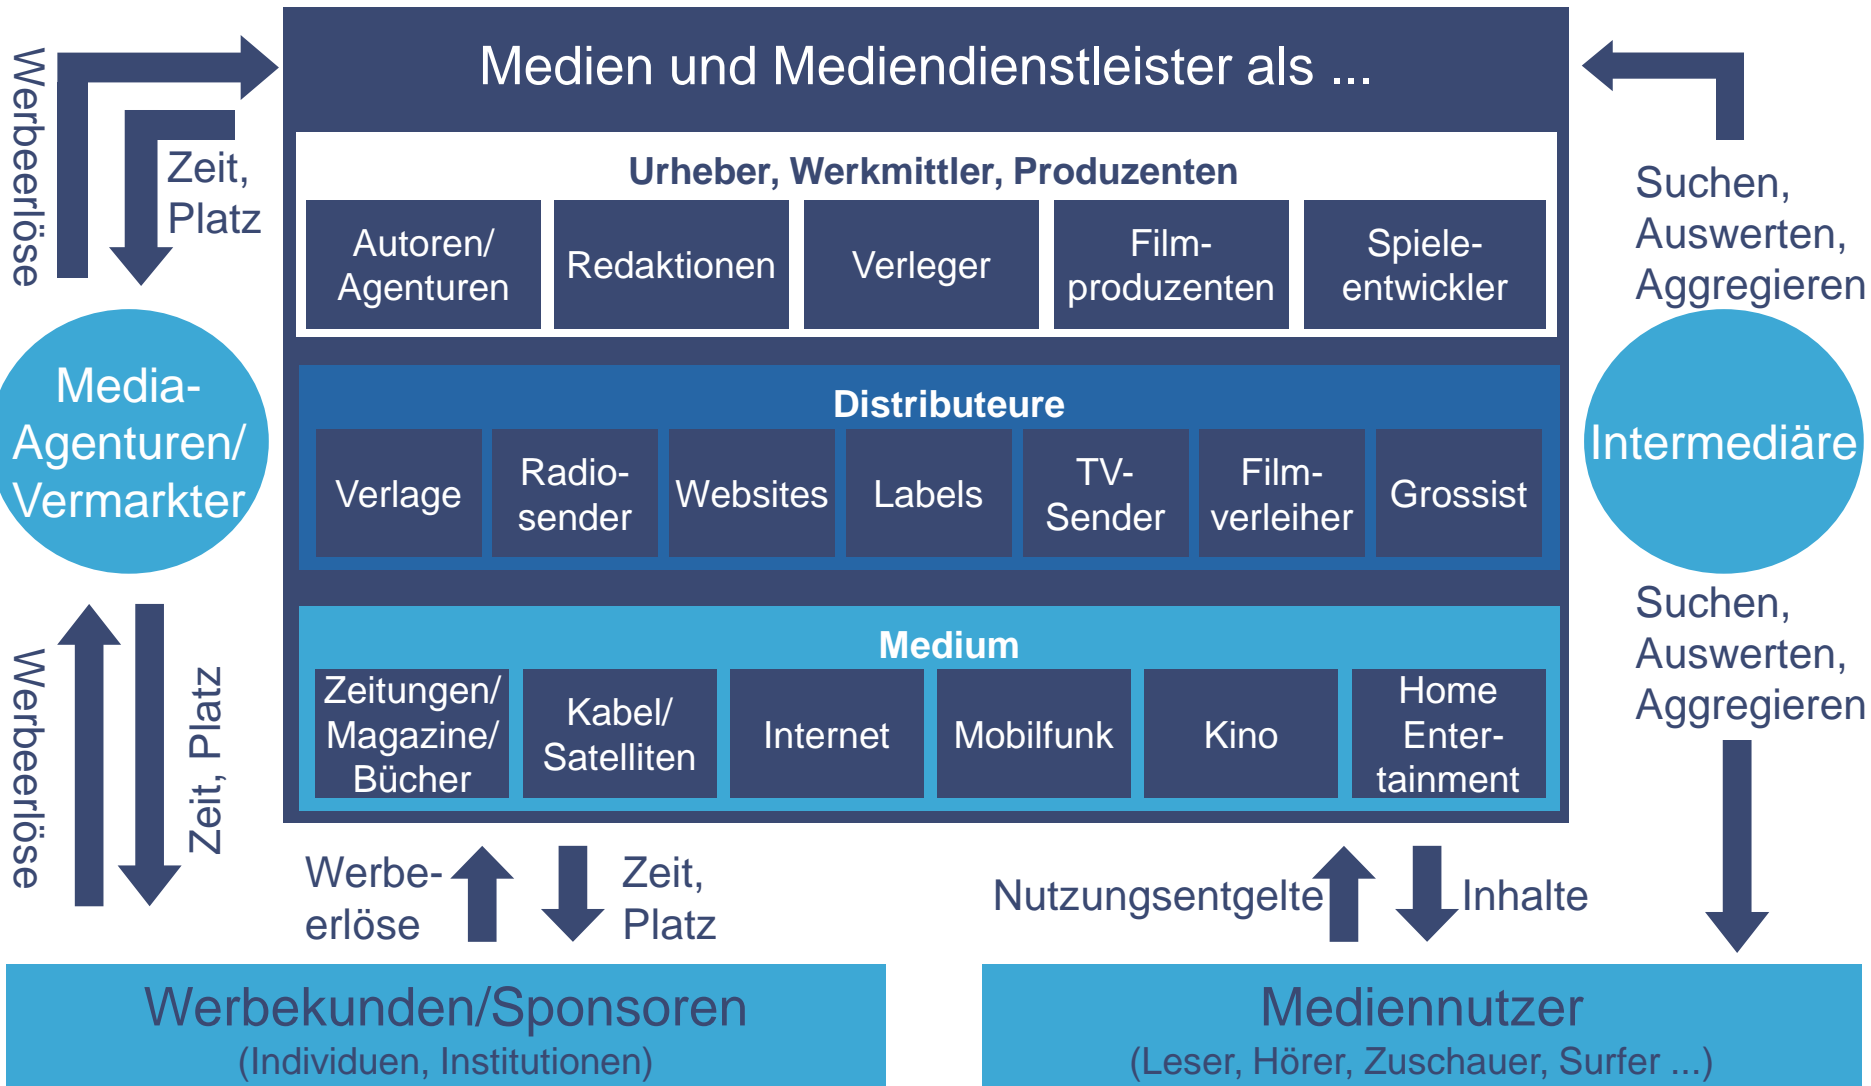 Medien und Mediendienstleister als ...
Werbeerlöse
Zeit,
Platz
Urheber, Werkmittler, Produzenten
Autoren/
Agenturen
Redaktionen
Verleger
Film-
produzenten
Spiele-
entwickler
Suchen,
Auswerten,
Aggregieren
Media-
Agenturen/
Vermarkter
Distributeure
Verlage
Radio-
sender
Websites
Labels
TV-
Sender
Film-
verleiher
Grossist
Intermediäre
Werbeerlöse
Zeit, Platz
Medium
Zeitungen/
Magazine/
Bücher
Kabel/
Satelliten
Internet
Mobilfunk
Kino
Home
Enter-
tainment
Suchen,
Auswerten,
Aggregieren
Werbe-
erlöse
Zeit,
Platz
Nutzungsentgelte
Inhalte
Werbekunden/Sponsoren
(Individuen, Institutionen)
Mediennutzer
(Leser, Hörer, Zuschauer, Surfer ...)